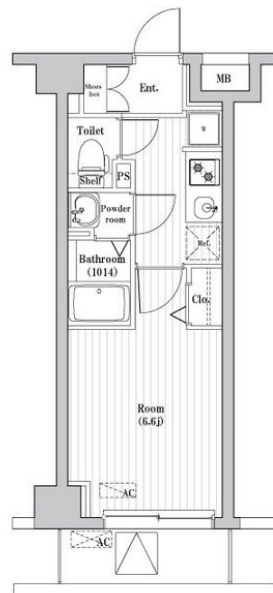 Shoes
box
Ent.
MB
Toilet
W
Shelf
PS
Powder
room
Ref.
Bathroom
(1014)
Clo.
Room
(6.6j)
AC
AC